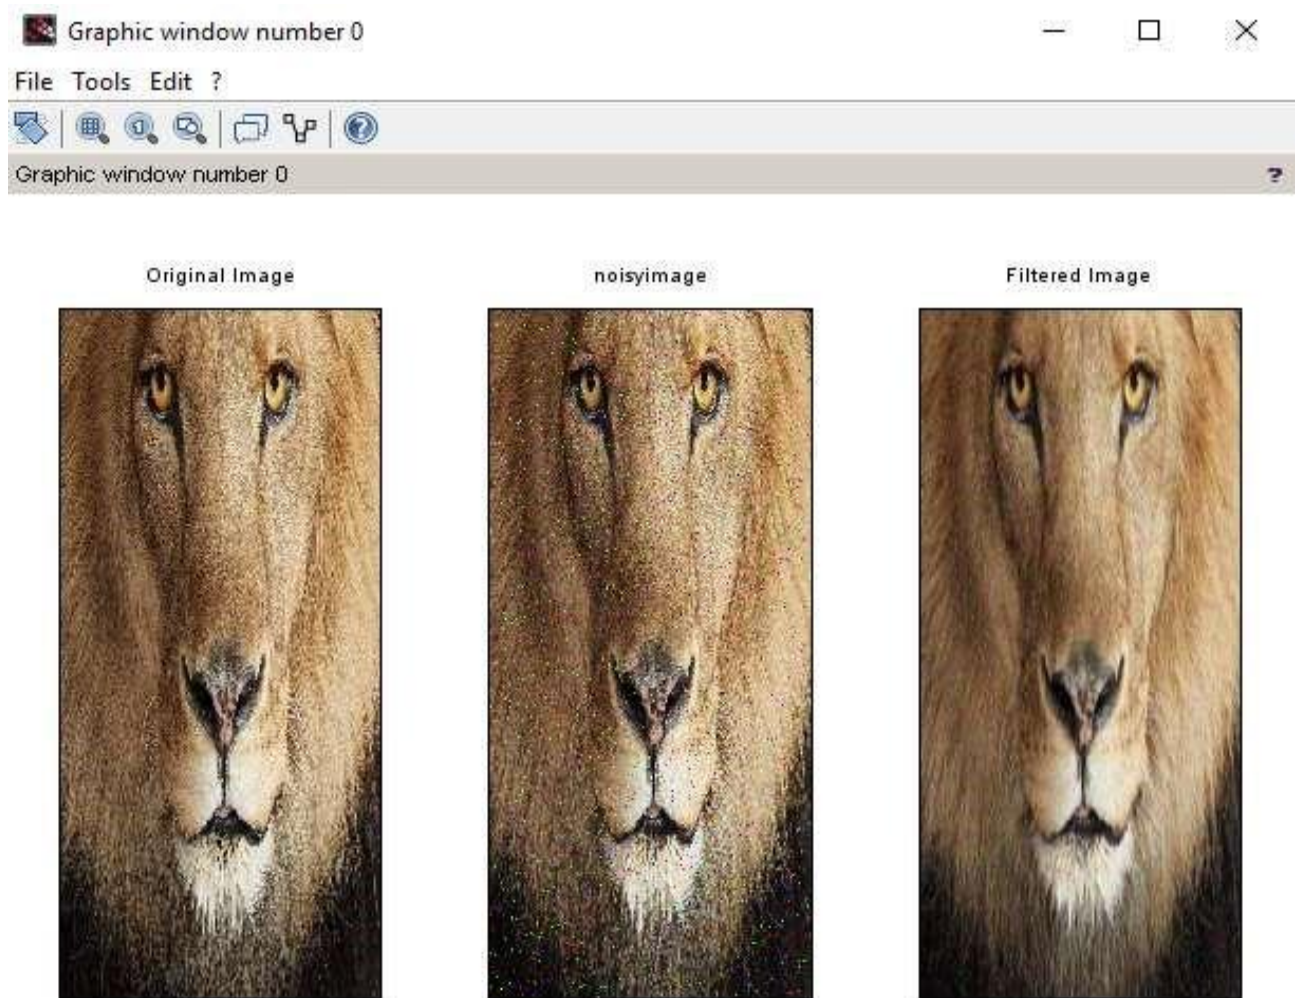 Graphic window number 0
File Tools Edit ?
Graphic window number 0 ?
Original Image noisyimage Filtered Image